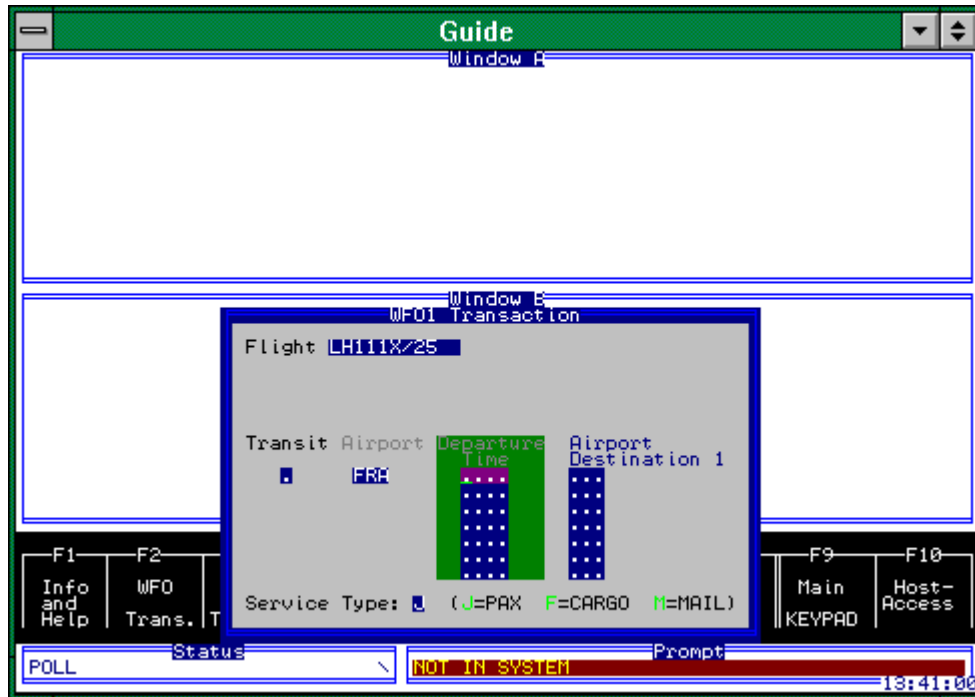 Guide
Window A
Window B
WFO1 Transaction
Flight LH111X/25
Transit Airport Departure Airport
Time Destination 1
. FRA .... ...
.... ...
.... ...
.... ...
.... ...
.... ...
.... ...
Service Type: J (J=PAX F=CARGO M=MAIL)
F1 F2 F9 F10
Info WFO Main Host-
and Access
Help Trans. T KEYPAD
Status Prompt
POLL \ NOT IN SYSTEM
13:41:00